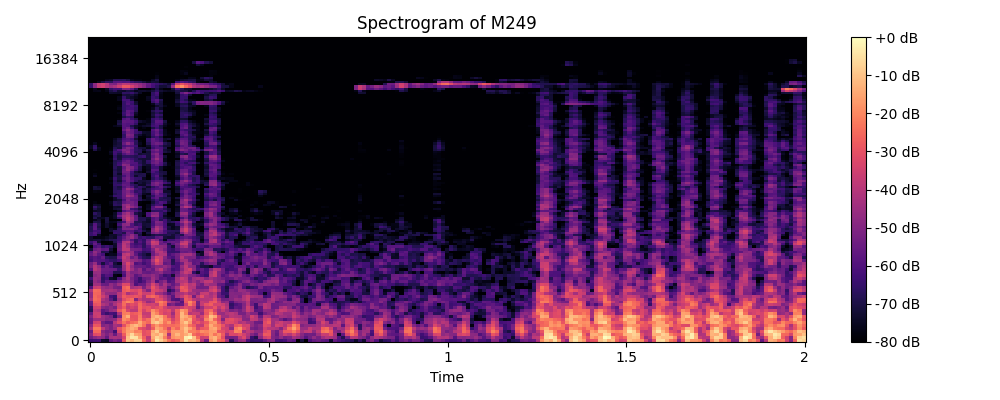 Spectrogram of M249
Hz
16384
8192
4096
2048
1024
512
0
0
0.5
1
1.5
2
Time
+0 dB
-10 dB
-20 dB
-30 dB
-40 dB
-50 dB
-60 dB
-70 dB
-80 dB